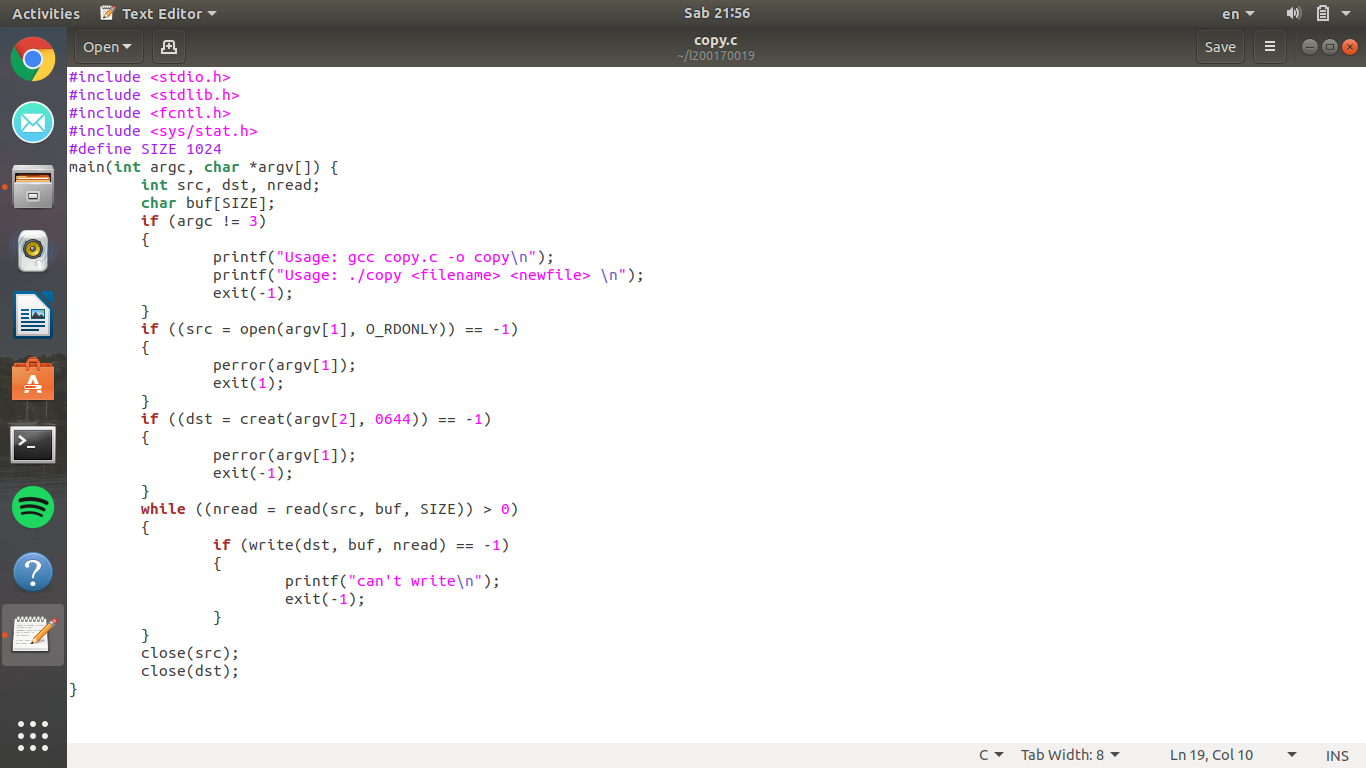 Activities Text Editor Sab 21:56 en
Open copy.c Save
~/l200170019
#include <stdio.h>
#include <stdlib.h>
#include <fcntl.h>
#include <sys/stat.h>
#define SIZE 1024
main(int argc, char *argv[]) {
        int src, dst, nread;
        char buf[SIZE];
        if (argc != 3)
        {
                printf("Usage: gcc copy.c -o copy\n");
                printf("Usage: ./copy <filename> <newfile> \n");
                exit(-1);
        }
        if ((src = open(argv[1], O_RDONLY)) == -1)
        {
                perror(argv[1]);
                exit(1);
        }
        if ((dst = creat(argv[2], 0644)) == -1)
        {
                perror(argv[1]);
                exit(-1);
        }
        while ((nread = read(src, buf, SIZE)) > 0)
        {
                if (write(dst, buf, nread) == -1)
                {
                        printf("can't write\n");
                        exit(-1);
                }
        }
        close(src);
        close(dst);
}
C Tab Width: 8 Ln 19, Col 10 INS